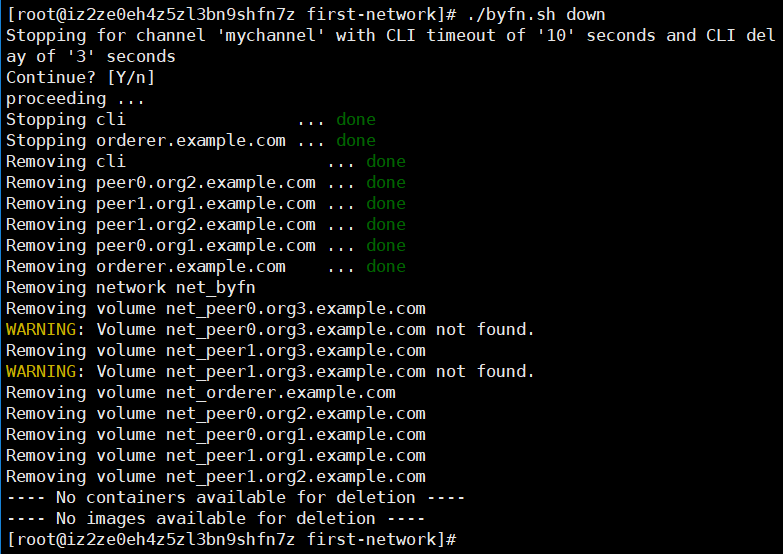 [root@iz2ze0eh4z5zl3bn9shfn7z first-network]# ./byfn.sh down
Stopping for channel 'mychannel' with CLI timeout of '10' seconds and CLI del
ay of '3' seconds
Continue? [Y/n]
proceeding ...
Stopping cli                 ... done
Stopping orderer.example.com ... done
Removing cli                    ... done
Removing peer0.org2.example.com ... done
Removing peer1.org1.example.com ... done
Removing peer1.org2.example.com ... done
Removing peer0.org1.example.com ... done
Removing orderer.example.com    ... done
Removing network net_byfn
Removing volume net_peer0.org3.example.com
WARNING: Volume net_peer0.org3.example.com not found.
Removing volume net_peer1.org3.example.com
WARNING: Volume net_peer1.org3.example.com not found.
Removing volume net_orderer.example.com
Removing volume net_peer0.org2.example.com
Removing volume net_peer0.org1.example.com
Removing volume net_peer1.org1.example.com
Removing volume net_peer1.org2.example.com
---- No containers available for deletion ----
---- No images available for deletion ----
[root@iz2ze0eh4z5zl3bn9shfn7z first-network]#